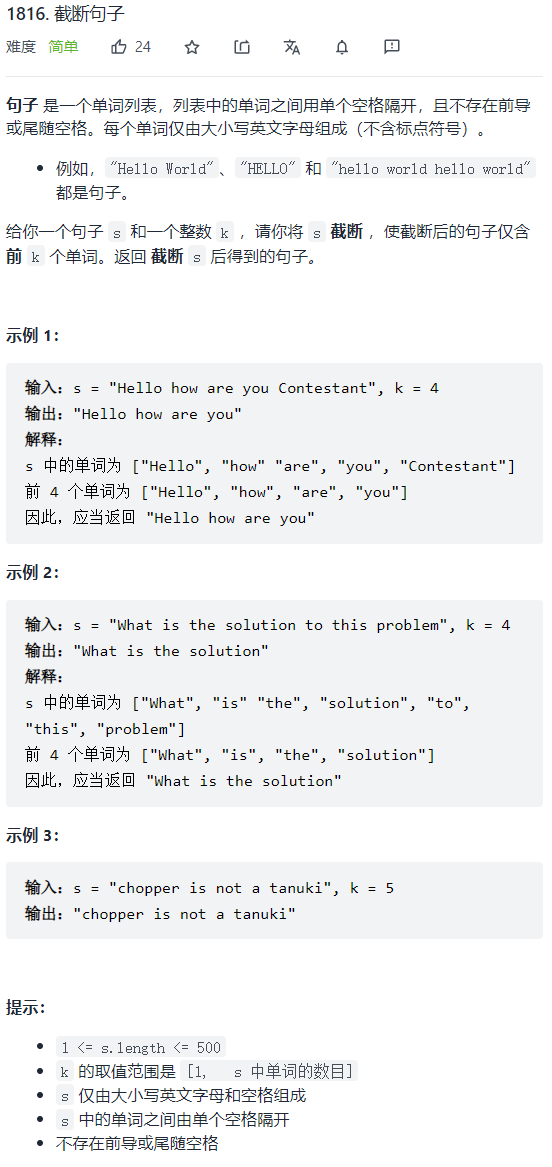 1816. 截断句子
难度 简单 24
句子 是一个单词列表，列表中的单词之间用单个空格隔开，且不存在前导
或尾随空格。每个单词仅由大小写英文字母组成（不含标点符号）。
例如，"Hello World"、"HELLO" 和 "hello world hello world"
都是句子。
给你一个句子 s 和一个整数 k ，请你将 s 截断 ，使截断后的句子仅含
前 k 个单词。返回 截断 s 后得到的句子。
示例 1：
输入：s = "Hello how are you Contestant", k = 4
输出："Hello how are you"
解释：
s 中的单词为 ["Hello", "how" "are", "you", "Contestant"]
前 4 个单词为 ["Hello", "how", "are", "you"]
因此，应当返回 "Hello how are you"
示例 2：
输入：s = "What is the solution to this problem", k = 4
输出："What is the solution"
解释：
s 中的单词为 ["What", "is" "the", "solution", "to",
"this", "problem"]
前 4 个单词为 ["What", "is", "the", "solution"]
因此，应当返回 "What is the solution"
示例 3：
输入：s = "chopper is not a tanuki", k = 5
输出："chopper is not a tanuki"
提示：
1 <= s.length <= 500
k 的取值范围是 [1,  s 中单词的数目]
s 仅由大小写英文字母和空格组成
s 中的单词之间由单个空格隔开
不存在前导或尾随空格